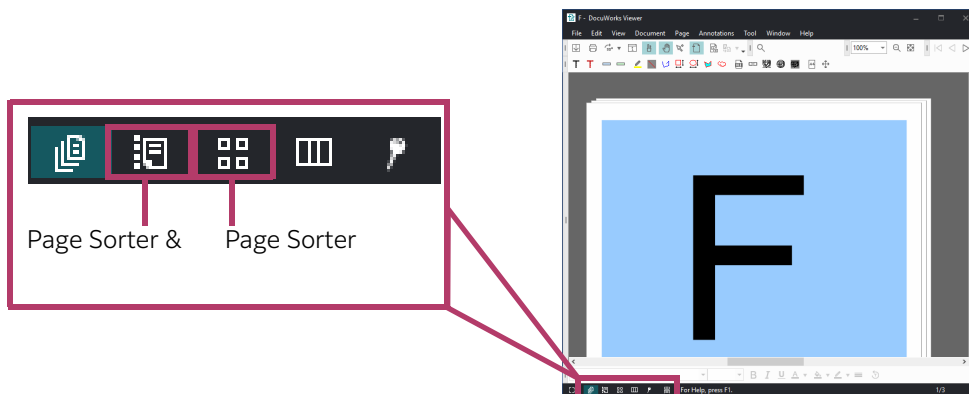 F - DocuWorks Viewer
File Edit View Document Page Annotations Tool Window Help
100%
T T
F
Page Sorter & Page Sorter
B I U A
For Help, press F1.
1/3